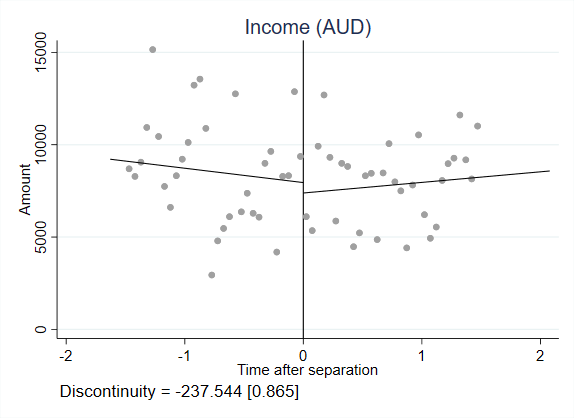 Income (AUD)
15000
10000
5000
0
Amount
-2 -1 0 1 2
Time after separation
Discontinuity = -237.544 [0.865]